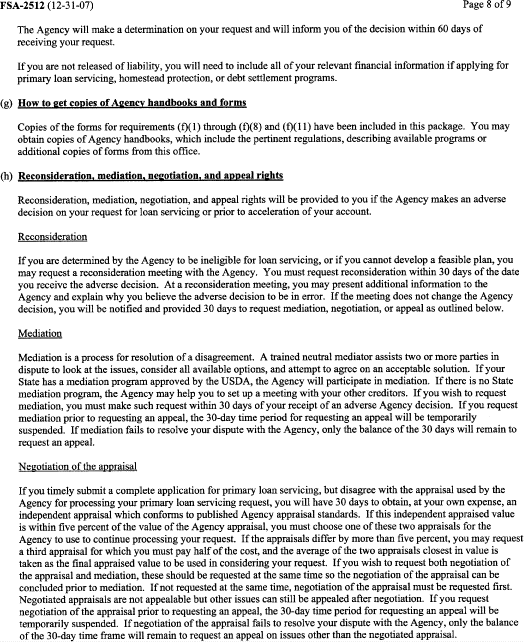 FSA-2512 (12-31-07) Page 8 of 9
The Agency will make a determination on your request and will inform you of the decision within 60 days of
receiving your request.
If you are not released of liability, you will need to include all of your relevant financial information if applying for
primary loan servicing, homestead protection, or debt settlement programs.
(g) How to get copies of Agency handbooks and forms
Copies of the forms for requirements (f)(1) through (f)(8) and (f)(11) have been included in this package. You may
obtain copies of Agency handbooks, which include the pertinent regulations, describing available programs or
additional copies of forms from this office.
(h) Reconsideration, mediation, negotiation, and appeal rights
Reconsideration, mediation, negotiation, and appeal rights will be provided to you if the Agency makes an adverse
decision on your request for loan servicing or prior to acceleration of your account.
Reconsideration
If you are determined by the Agency to be ineligible for loan servicing, or if you cannot develop a feasible plan, you
may request a reconsideration meeting with the Agency. You must request reconsideration within 30 days of the date
you receive the adverse decision. At a reconsideration meeting, you may present additional information to the
Agency and explain why you believe the adverse decision to be in error. If the meeting does not change the Agency
decision, you will be notified and provided 30 days to request mediation, negotiation, or appeal as outlined below.
Mediation
Mediation is a process for resolution of a disagreement. A trained neutral mediator assists two or more parties in
dispute to look at the issues, consider all available options, and attempt to agree on an acceptable solution. If your
State has a mediation program approved by the USDA, the Agency will participate in mediation. If there is no State
mediation program, the Agency may help you to set up a meeting with your other creditors. If you wish to request
mediation, you must make such request within 30 days of your receipt of an adverse Agency decision. If you request
mediation prior to requesting an appeal, the 30-day time period for requesting an appeal will be temporarily
suspended. If mediation fails to resolve your dispute with the Agency, only the balance of the 30 days will remain to
request an appeal.
Negotiation of the appraisal
If you timely submit a complete application for primary loan servicing, but disagree with the appraisal used by the
Agency for processing your primary loan servicing request, you will have 30 days to obtain, at your own expense, an
independent appraisal which conforms to published Agency appraisal standards. If this independent appraised value
is within five percent of the value of the Agency appraisal, you must choose one of these two appraisals for the
Agency to use to continue processing your request. If the appraisals differ by more than five percent, you may request
a third appraisal for which you must pay half of the cost, and the average of the two appraisals closest in value is
taken as the final appraised value to be used in considering your request. If you wish to request both negotiation of
the appraisal and mediation, these should be requested at the same time so the negotiation of the appraisal can be
concluded prior to mediation. If not requested at the same time, negotiation of appraisal must be requested first.
Negotiated appraisals are not appealable but other issues can still be appealed after negotiation. If you request
negotiation of the appraisal prior to requesting an appeal, the 30-day time period for requesting an appeal will be
temporarily suspended. If negotiation of the appraisal fails to resolve your dispute with the Agency, only the balance
of the 30-day time frame will remain to request an appeal on issues other than the negotiated appraisal.